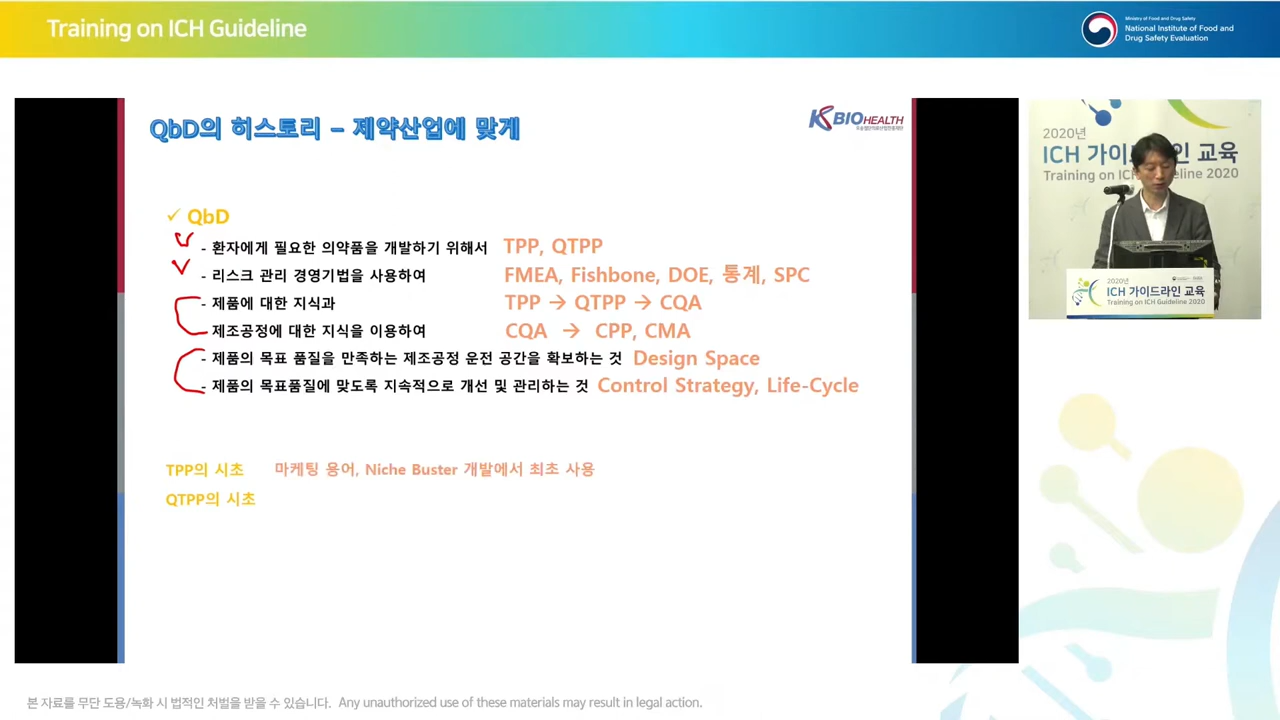 Training on ICH Guideline
Ministry of Food and Drug Safety
National Institute of Food and
Drug Safety Evaluation
QbD의 히스토리 – 제약산업에 맞게
KBIOHEALTH
오송첨단의료산업진흥재단
✓ QbD
- 환자에게 필요한 의약품을 개발하기 위해서 TPP, QTPP
- 리스크 관리 경영기법을 사용하여 FMEA, Fishbone, DOE, 통계, SPC
- 제품에 대한 지식과 TPP → QTPP → CQA
- 제조공정에 대한 지식을 이용하여 CQA → CPP, CMA
- 제품의 목표 품질을 만족하는 제조공정 운전 공간을 확보하는 것 Design Space
- 제품의 목표품질에 맞도록 지속적으로 개선 및 관리하는 것 Control Strategy, Life-Cycle
TPP의 시초 마케팅 용어, Niche Buster 개발에서 최초 사용
QTPP의 시초
2020년
ICH 가이드라인 교육
Training on ICH Guideline 2020
2020년
ICH 가이드라인 교육
Training on ICH Guideline 2020
본 자료를 무단 도용/녹화 시 법적인 처벌을 받을 수 있습니다. Any unauthorized use of these materials may result in legal action.